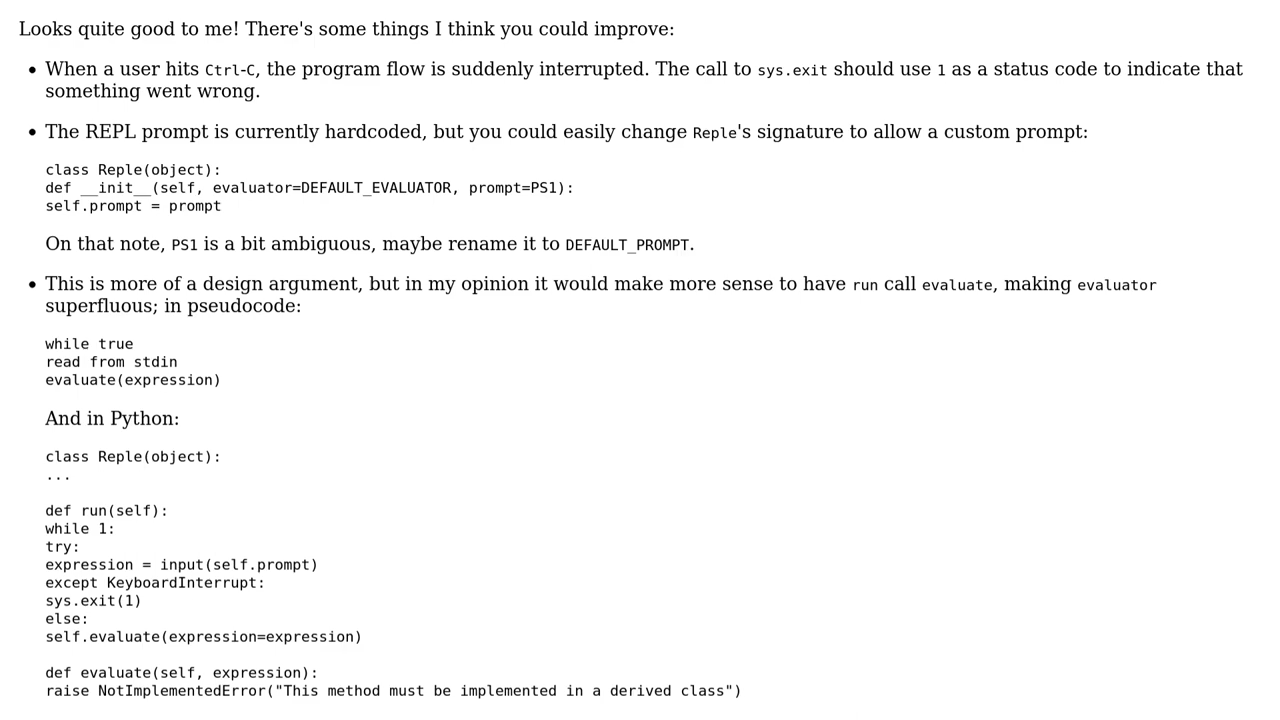 Looks quite good to me! There's some things I think you could improve:
• When a user hits Ctrl-C, the program flow is suddenly interrupted. The call to sys.exit should use 1 as a status code to indicate that
something went wrong.
• The REPL prompt is currently hardcoded, but you could easily change Reple's signature to allow a custom prompt:
class Reple(object):
def __init__(self, evaluator=DEFAULT_EVALUATOR, prompt=PS1):
self.prompt = prompt
On that note, PS1 is a bit ambiguous, maybe rename it to DEFAULT_PROMPT.
• This is more of a design argument, but in my opinion it would make more sense to have run call evaluate, making evaluator
superfluous; in pseudocode:
while true
read from stdin
evaluate(expression)
And in Python:
class Reple(object):
...
def run(self):
while 1:
try:
expression = input(self.prompt)
except KeyboardInterrupt:
sys.exit(1)
else:
self.evaluate(expression=expression)
def evaluate(self, expression):
raise NotImplementedError("This method must be implemented in a derived class")